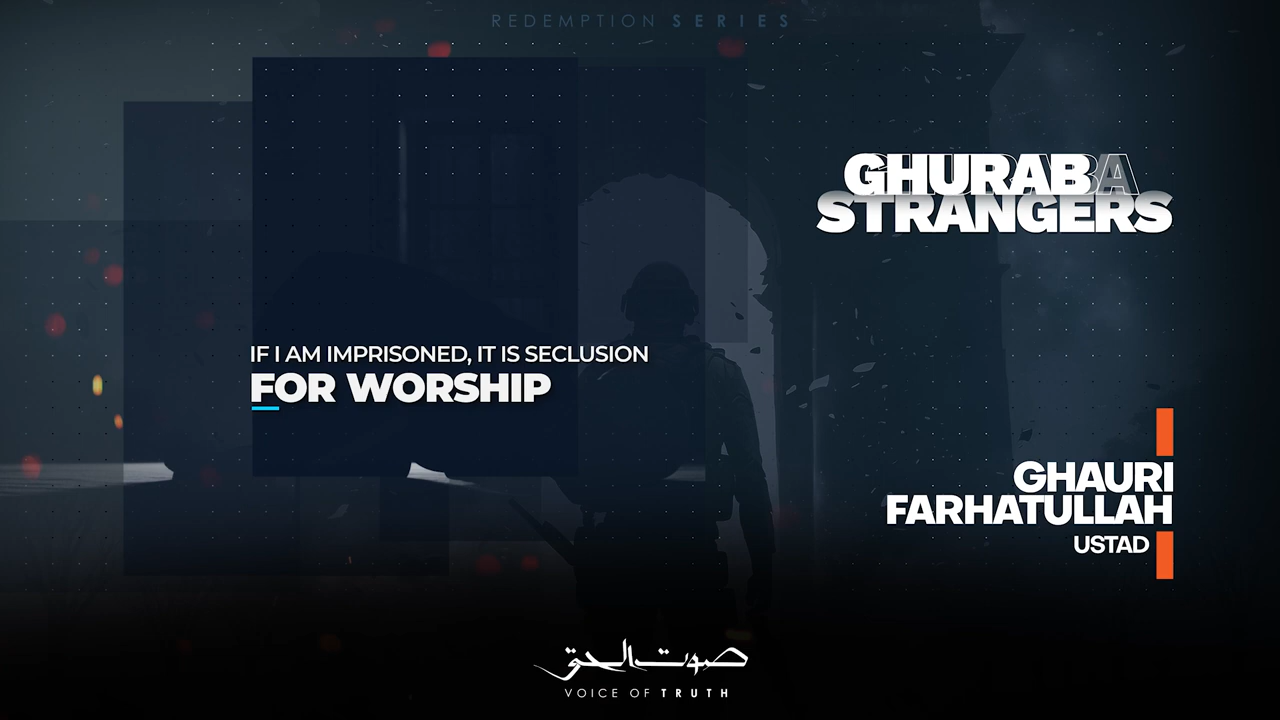 REDEMPTION SERIES
GHURABA
STRANGERS
IF I AM IMPRISONED, IT IS SECLUSION
FOR WORSHIP
GHAURI
FARHATULLAH
USTAD
صوت الحق
VOICE OF TRUTH